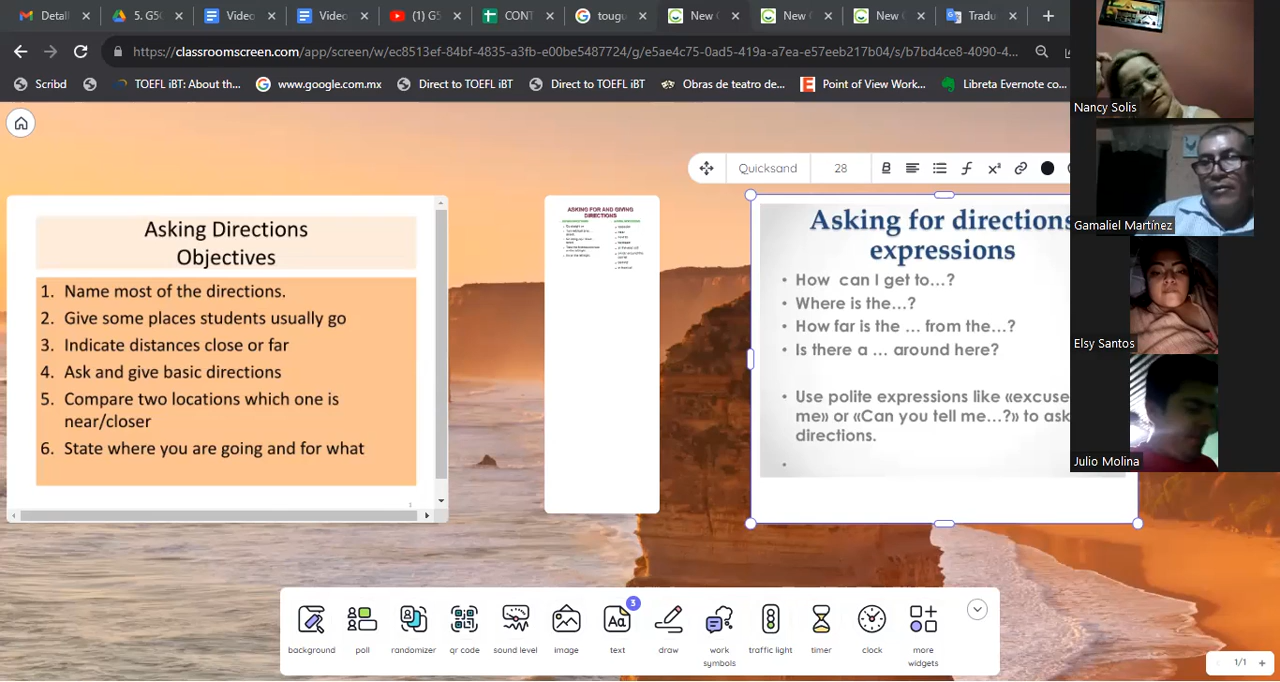 Detall
5. G5C
Video
Video
(1) G5
CONT
tougu
New (
New (
New (
Tradu
https://classroomscreen.com/app/screen/w/ec8513ef-84bf-4835-a3fb-e00be5487724/g/e5ae4c75-0ad5-419a-a7ea-e57eeb217b04/s/b7bd4ce8-4090-4...
Scribd
TOEFL iBT: About th...
www.google.com.mx
Direct to TOEFL iBT
Direct to TOEFL iBT
Obras de teatro de...
Point of View Work...
Libreta Evernote co...
Nancy Solis
Gamaliel Martínez
Elsy Santos
Julio Molina
Quicksand
28
Asking Directions
Objectives
1. Name most of the directions.
2. Give some places students usually go
3. Indicate distances close or far
4. Ask and give basic directions
5. Compare two locations which one is
near/closer
6. State where you are going and for what
1
ASKING FOR AND GIVING
DIRECTIONS
Asking for directions
expressions
• How can I get to...?
• Where is the...?
• How far is the ... from the...?
• Is there a ... around here?
• Use polite expressions like «excuse
me» or «Can you tell me...?» to ask
directions.
•
background
poll
randomizer
qr code
sound level
image
3
text
draw
work
symbols
traffic light
timer
clock
more
widgets
1/1